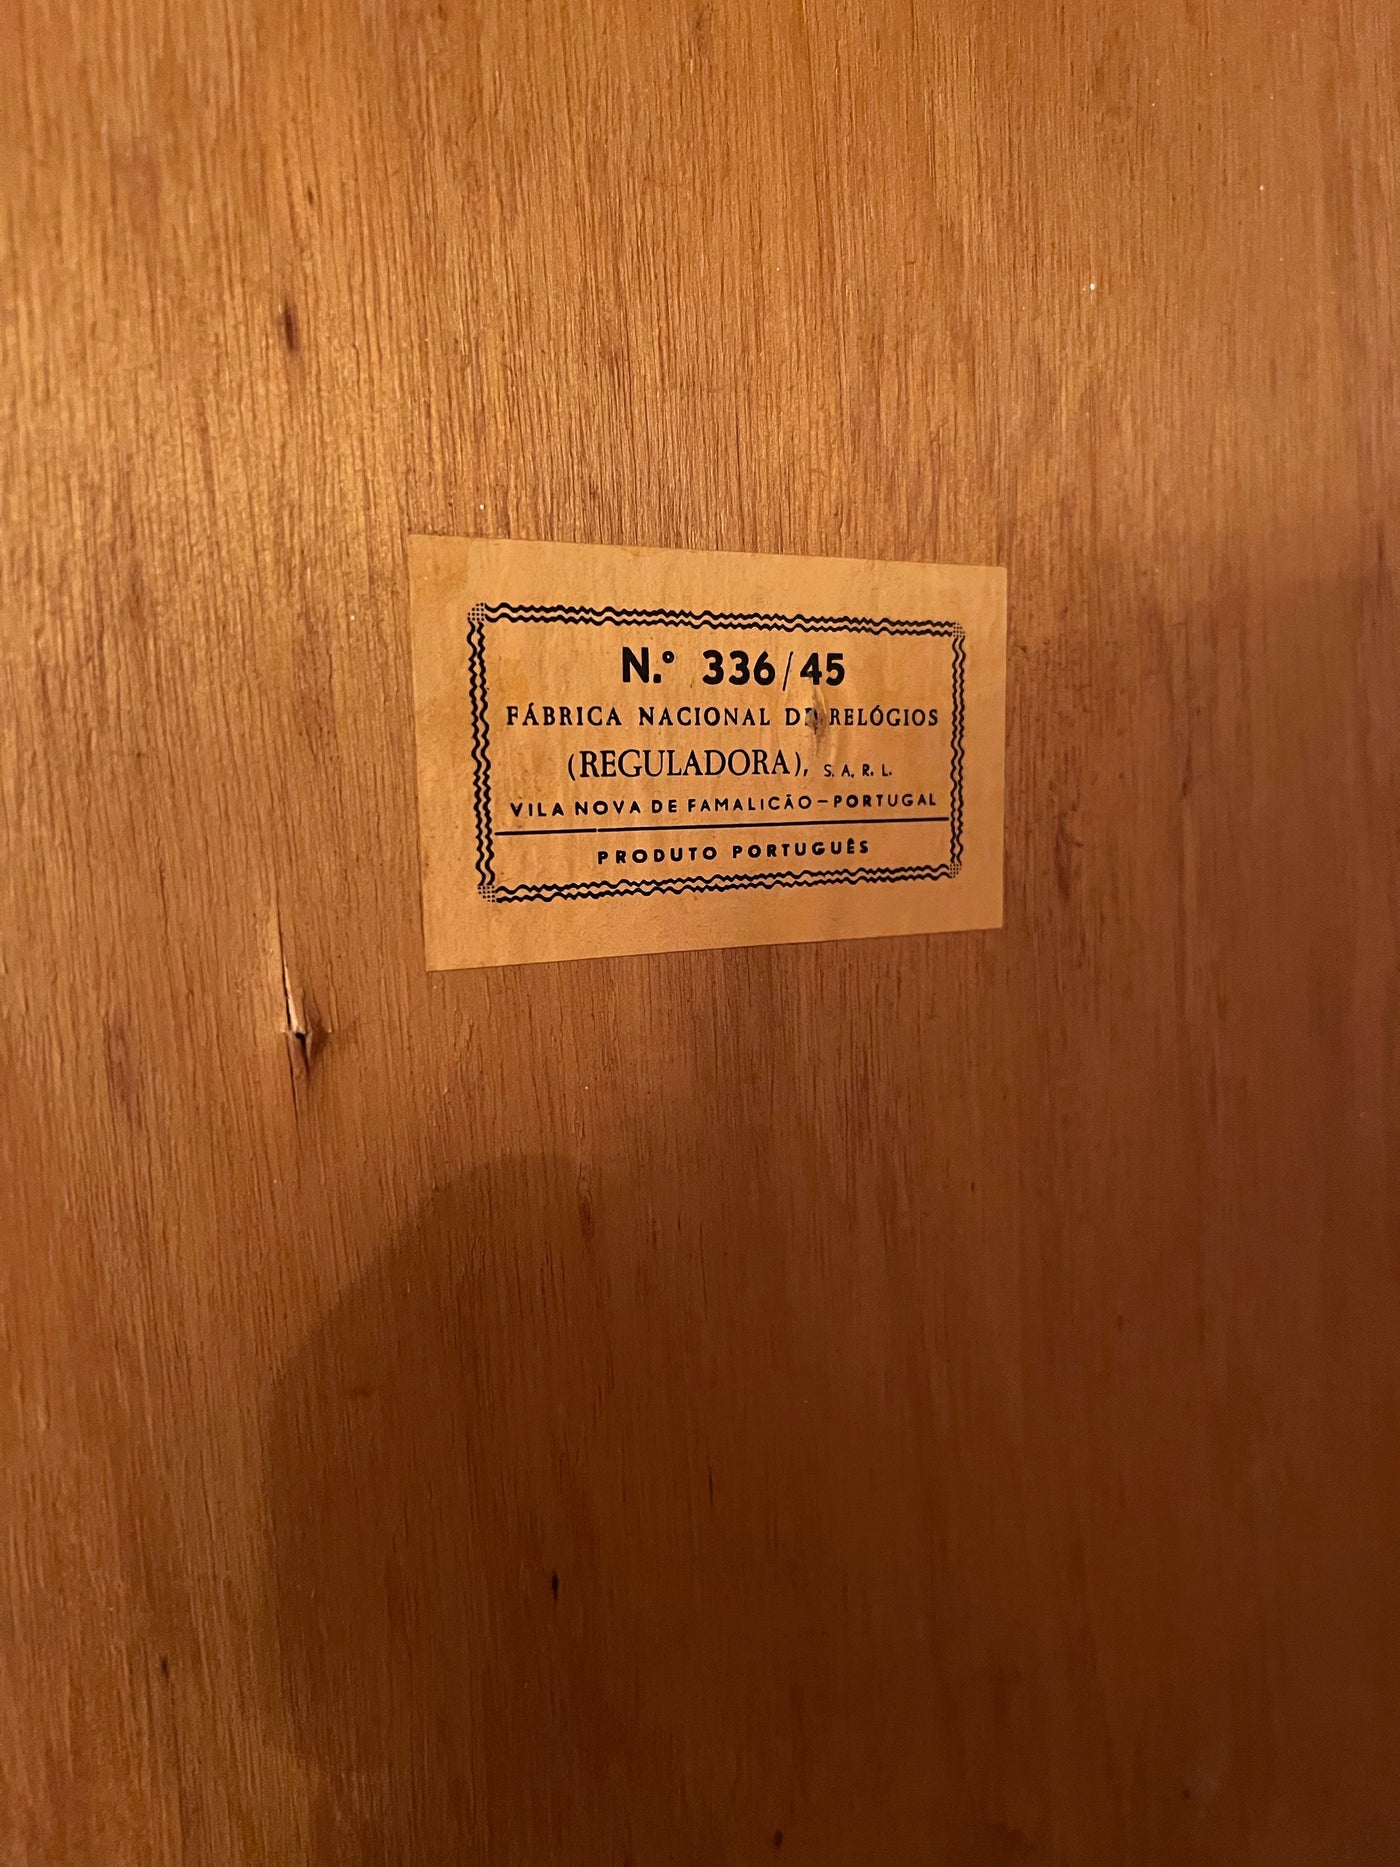 N.º 336/45
FÁBRICA NACIONAL DE RELÓGIOS
(REGULADORA), S. A. R. L.
VILA NOVA DE FAMALICÃO–PORTUGAL
PRODUTO PORTUGUÊS